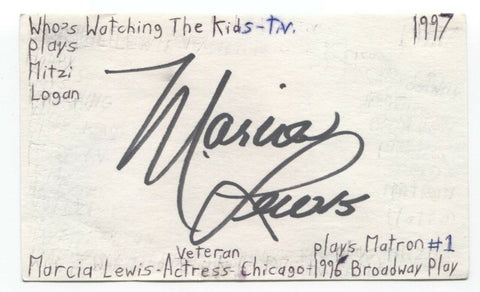 Who's Watching The Kids-T.V. 1997
plays
Mitzi
Logan
Marcia
Lewis
Veteran plays Matron #1
Marcia Lewis-Actress-Chicago-1996 Broadway Play